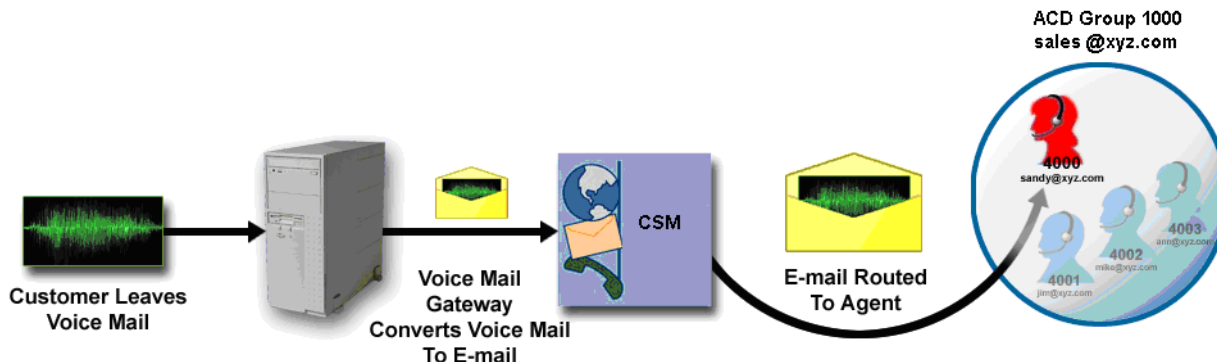 ACD Group 1000
sales @xyz.com
4000
sandy@xyz.com
4003
ann@xyz.com
4002
mike@xyz.com
4001
jim@xyz.com
CSM
Customer Leaves
Voice Mail
Voice Mail
Gateway
Converts Voice Mail
To E-mail
E-mail Routed
To Agent